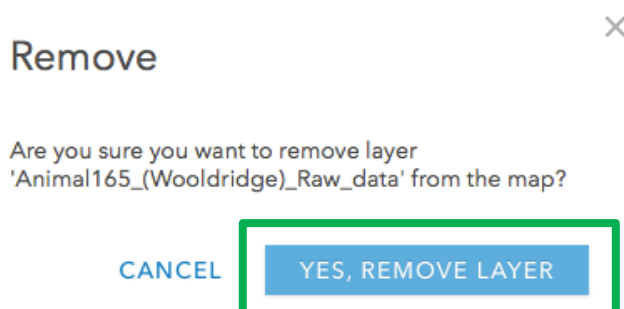 Remove
Are you sure you want to remove layer
'Animal165_(Wooldridge)_Raw_data' from the map?
CANCEL YES, REMOVE LAYER